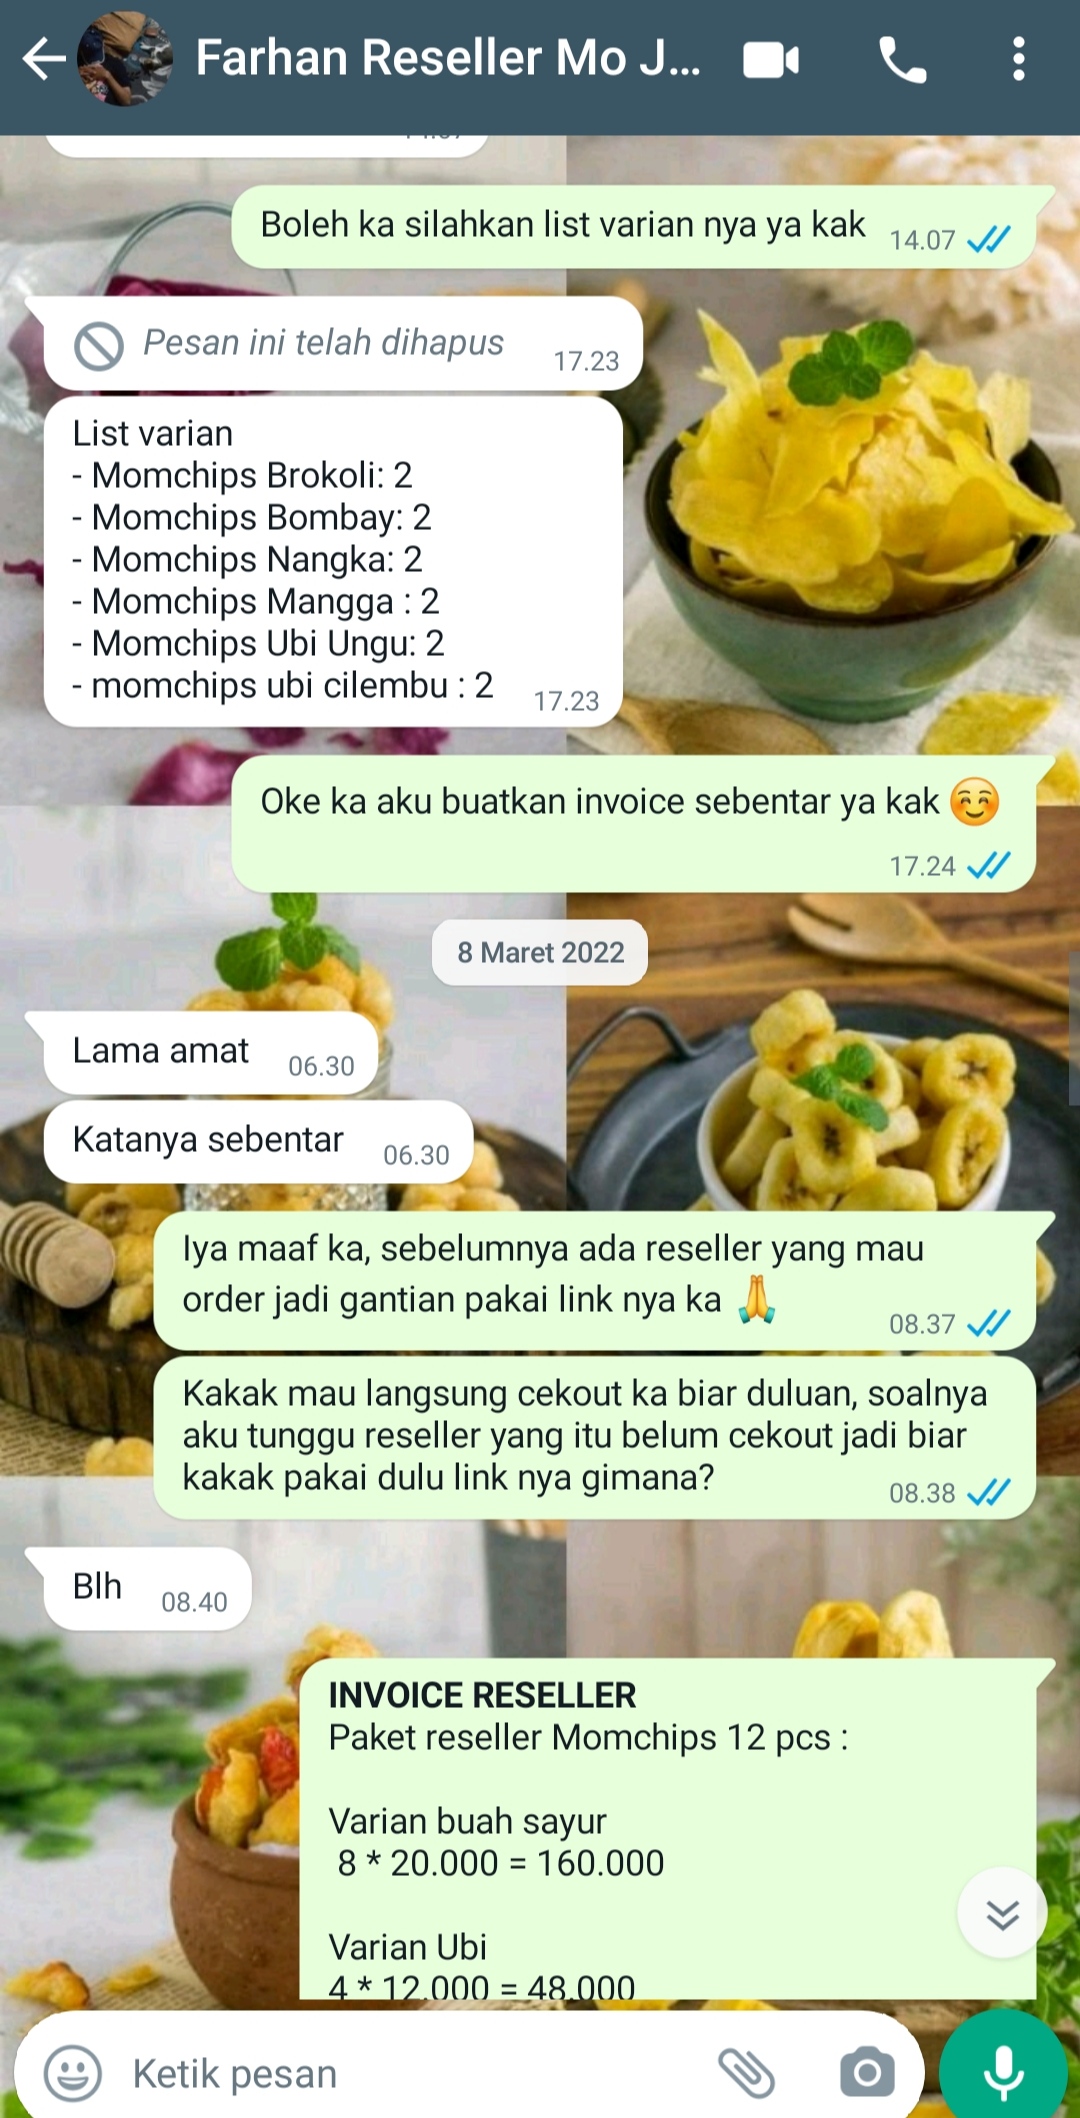 Farhan Reseller Mo J...
Boleh ka silahkan list varian nya ya kak 14.07
Pesan ini telah dihapus 17.23
List varian
- Momchips Brokoli: 2
- Momchips Bombay: 2
- Momchips Nangka: 2
- Momchips Mangga : 2
- Momchips Ubi Ungu: 2
- momchips ubi cilembu : 2 17.23
Oke ka aku buatkan invoice sebentar ya kak 😊
17.24
8 Maret 2022
Lama amat 06.30
Katanya sebentar 06.30
Iya maaf ka, sebelumnya ada reseller yang mau
order jadi gantian pakai link nya ka 🙏 08.37
Kakak mau langsung cekout ka biar duluan, soalnya
aku tunggu reseller yang itu belum cekout jadi biar
kakak pakai dulu link nya gimana? 08.38
Blh 08.40
INVOICE RESELLER
Paket reseller Momchips 12 pcs :
Varian buah sayur
8 * 20.000 = 160.000
Varian Ubi
4 * 12.000 = 48.000
Ketik pesan